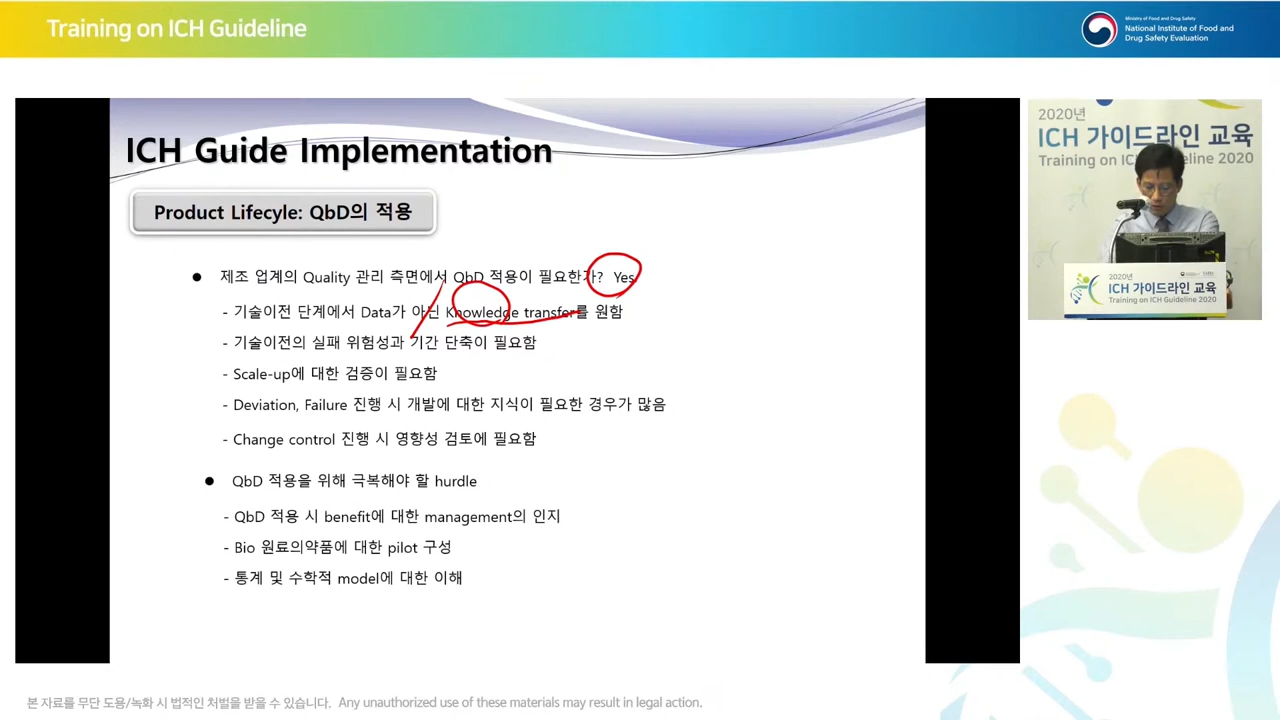 Training on ICH Guideline
Ministry of Food and Drug Safety
National Institute of Food and
Drug Safety Evaluation
ICH Guide Implementation
Product Lifecyle: QbD의 적용
● 제조 업계의 Quality 관리 측면에서 QbD 적용이 필요한가? Yes
- 기술이전 단계에서 Data가 아닌 Knowledge transfer를 원함
- 기술이전의 실패 위험성과 기간 단축이 필요함
- Scale-up에 대한 검증이 필요함
- Deviation, Failure 진행 시 개발에 대한 지식이 필요한 경우가 많음
- Change control 진행 시 영향성 검토에 필요함
● QbD 적용을 위해 극복해야 할 hurdle
- QbD 적용 시 benefit에 대한 management의 인지
- Bio 원료의약품에 대한 pilot 구성
- 통계 및 수학적 model에 대한 이해
2020년
ICH 가이드라인 교육
Training on ICH Guideline 2020
2020년
ICH 가이드라인 교육
Training on ICH Guideline 2020
본 자료를 무단 도용/녹화 시 법적인 처벌을 받을 수 있습니다. Any unauthorized use of these materials may result in legal action.